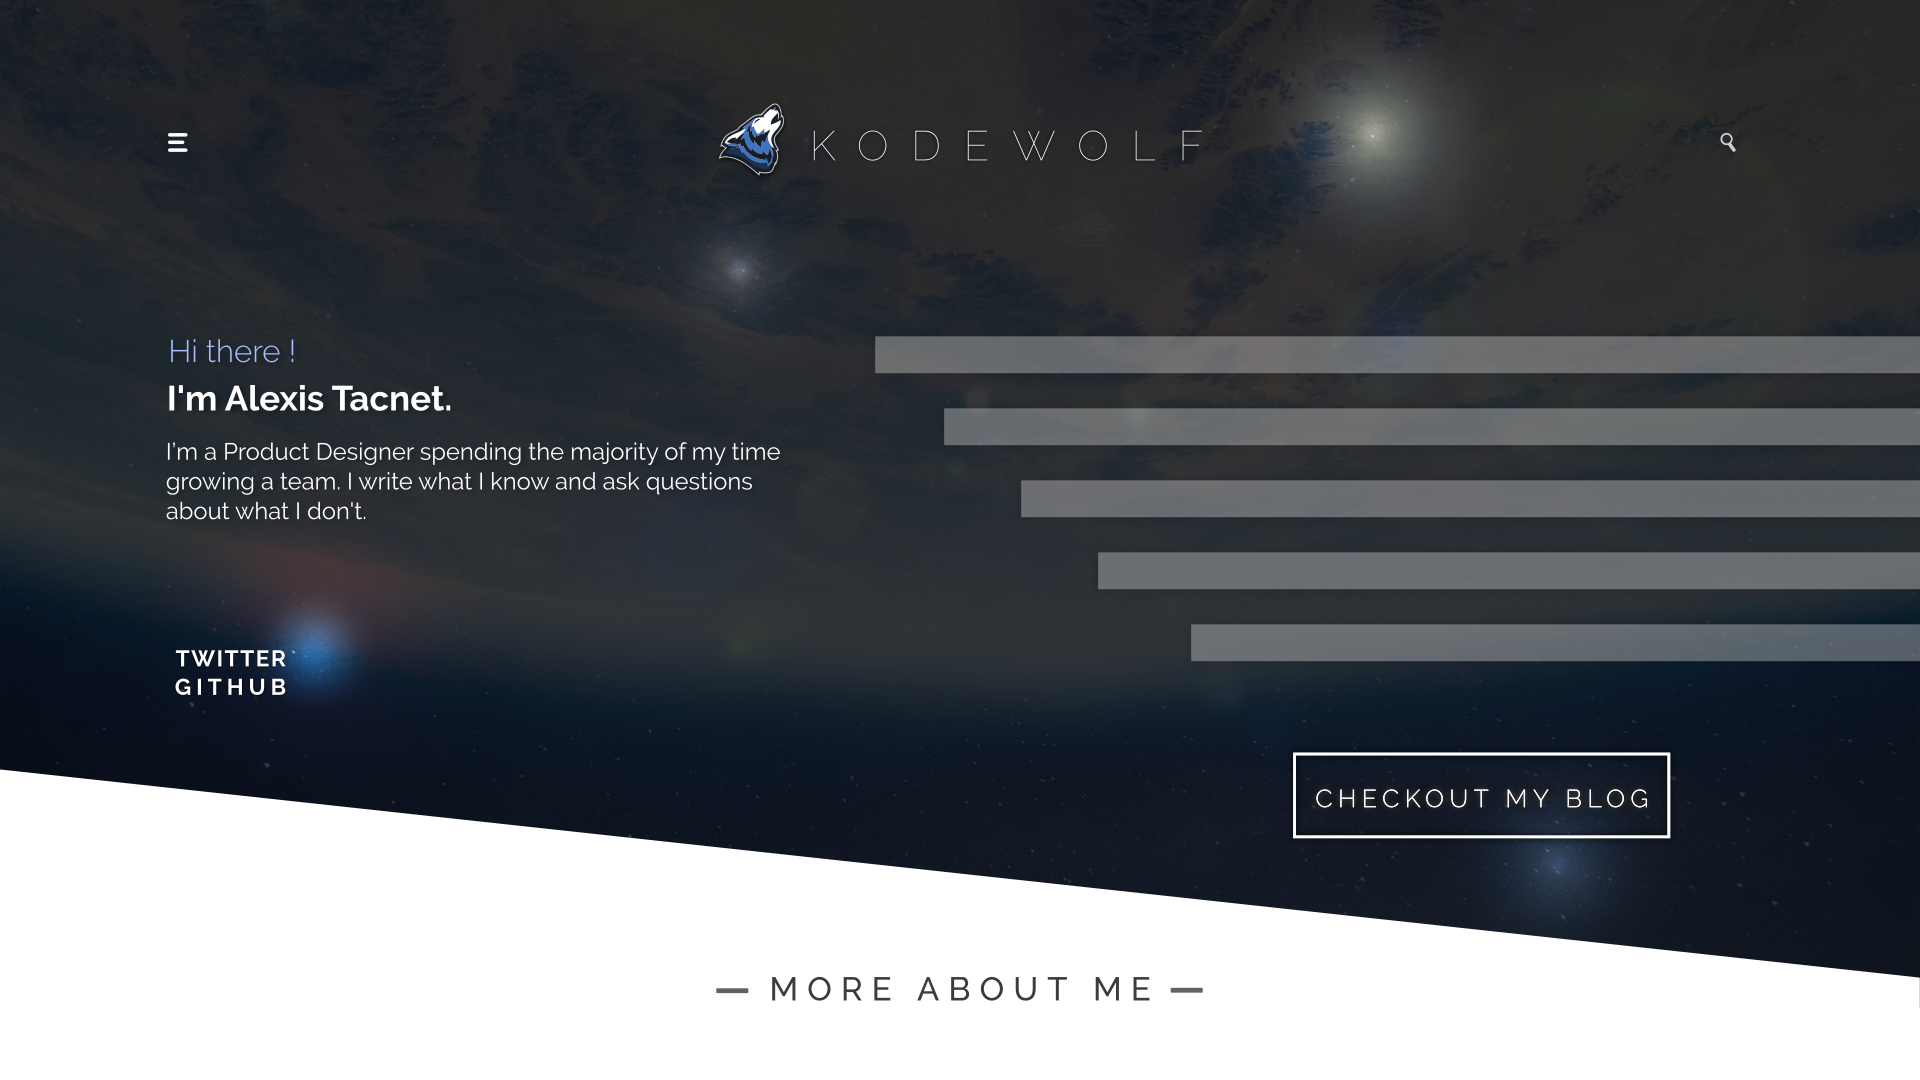 KODEWOLF
Hi there !
I'm Alexis Tacnet.
I'm a Product Designer spending the majority of my time
growing a team. I write what I know and ask questions
about what I don't.
TWITTER
GITHUB
CHECKOUT MY BLOG
— MORE ABOUT ME —